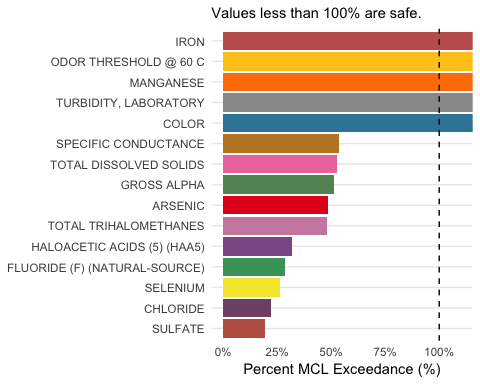 Values less than 100% are safe.
IRON
ODOR THRESHOLD @ 60 C
MANGANESE
TURBIDITY, LABORATORY
COLOR
SPECIFIC CONDUCTANCE
TOTAL DISSOLVED SOLIDS
GROSS ALPHA
ARSENIC
TOTAL TRIHALOMETHANES
HALOACETIC ACIDS (5) (HAA5)
FLUORIDE (F) (NATURAL-SOURCE)
SELENIUM
CHLORIDE
SULFATE
0% 25% 50% 75% 100%
Percent MCL Exceedance (%)